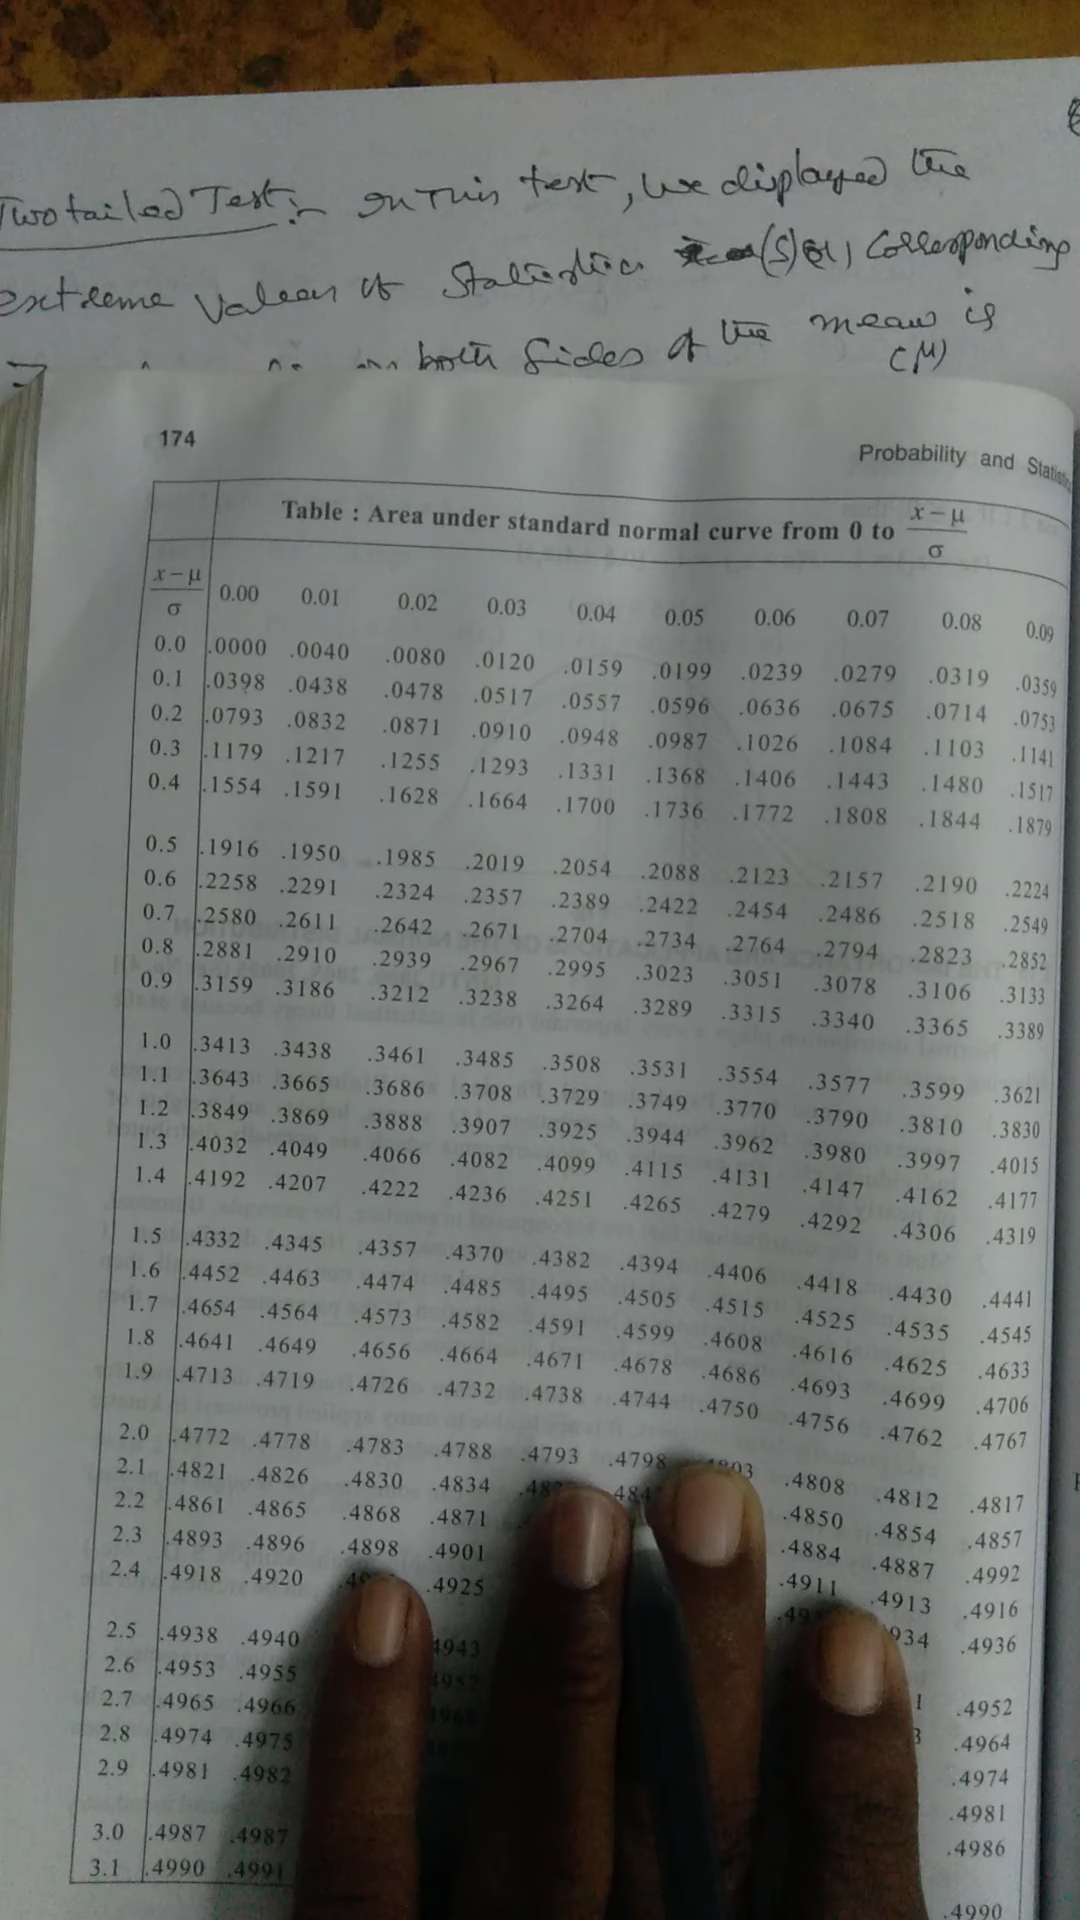 Two tailed Test :- In This test, we displayed the
extreme values of Statistic (S) or, Corresponding
both Sides of the mean is
(μ)
174
Probability and Statis
Table : Area under standard normal curve from 0 to x – μ / σ
x – μ / σ 0.00 0.01 0.02 0.03 0.04 0.05 0.06 0.07 0.08 0.09
0.0 .0000 .0040 .0080 .0120 .0159 .0199 .0239 .0279 .0319 .0359
0.1 .0398 .0438 .0478 .0517 .0557 .0596 .0636 .0675 .0714 .0753
0.2 .0793 .0832 .0871 .0910 .0948 .0987 .1026 .1084 .1103 .1141
0.3 .1179 .1217 .1255 .1293 .1331 .1368 .1406 .1443 .1480 .1517
0.4 .1554 .1591 .1628 .1664 .1700 .1736 .1772 .1808 .1844 .1879
0.5 .1916 .1950 .1985 .2019 .2054 .2088 .2123 .2157 .2190 .2224
0.6 .2258 .2291 .2324 .2357 .2389 .2422 .2454 .2486 .2518 .2549
0.7 .2580 .2611 .2642 .2671 .2704 .2734 .2764 .2794 .2823 .2852
0.8 .2881 .2910 .2939 .2967 .2995 .3023 .3051 .3078 .3106 .3133
0.9 .3159 .3186 .3212 .3238 .3264 .3289 .3315 .3340 .3365 .3389
1.0 .3413 .3438 .3461 .3485 .3508 .3531 .3554 .3577 .3599 .3621
1.1 .3643 .3665 .3686 .3708 .3729 .3749 .3770 .3790 .3810 .3830
1.2 .3849 .3869 .3888 .3907 .3925 .3944 .3962 .3980 .3997 .4015
1.3 .4032 .4049 .4066 .4082 .4099 .4115 .4131 .4147 .4162 .4177
1.4 .4192 .4207 .4222 .4236 .4251 .4265 .4279 .4292 .4306 .4319
1.5 .4332 .4345 .4357 .4370 .4382 .4394 .4406 .4418 .4430 .4441
1.6 .4452 .4463 .4474 .4485 .4495 .4505 .4515 .4525 .4535 .4545
1.7 .4654 .4564 .4573 .4582 .4591 .4599 .4608 .4616 .4625 .4633
1.8 .4641 .4649 .4656 .4664 .4671 .4678 .4686 .4693 .4699 .4706
1.9 .4713 .4719 .4726 .4732 .4738 .4744 .4750 .4756 .4762 .4767
2.0 .4772 .4778 .4783 .4788 .4793 .4798 .4808 .4812 .4817
2.1 .4821 .4826 .4830 .4834 .4850 .4854 .4857
2.2 .4861 .4865 .4868 .4871 .4884 .4887 .4992
2.3 .4893 .4896 .4898 .4901 .4911 .4913 .4916
2.4 .4918 .4920 .4925 934 .4936
2.5 .4938 .4940 4943 .4952
2.6 .4953 .4955 .4964
2.7 .4965 .4966 .4974
2.8 .4974 .4975 .4981
2.9 .4981 .4982 .4986
3.0 .4987 .4987 .4990
3.1 .4990 .4991